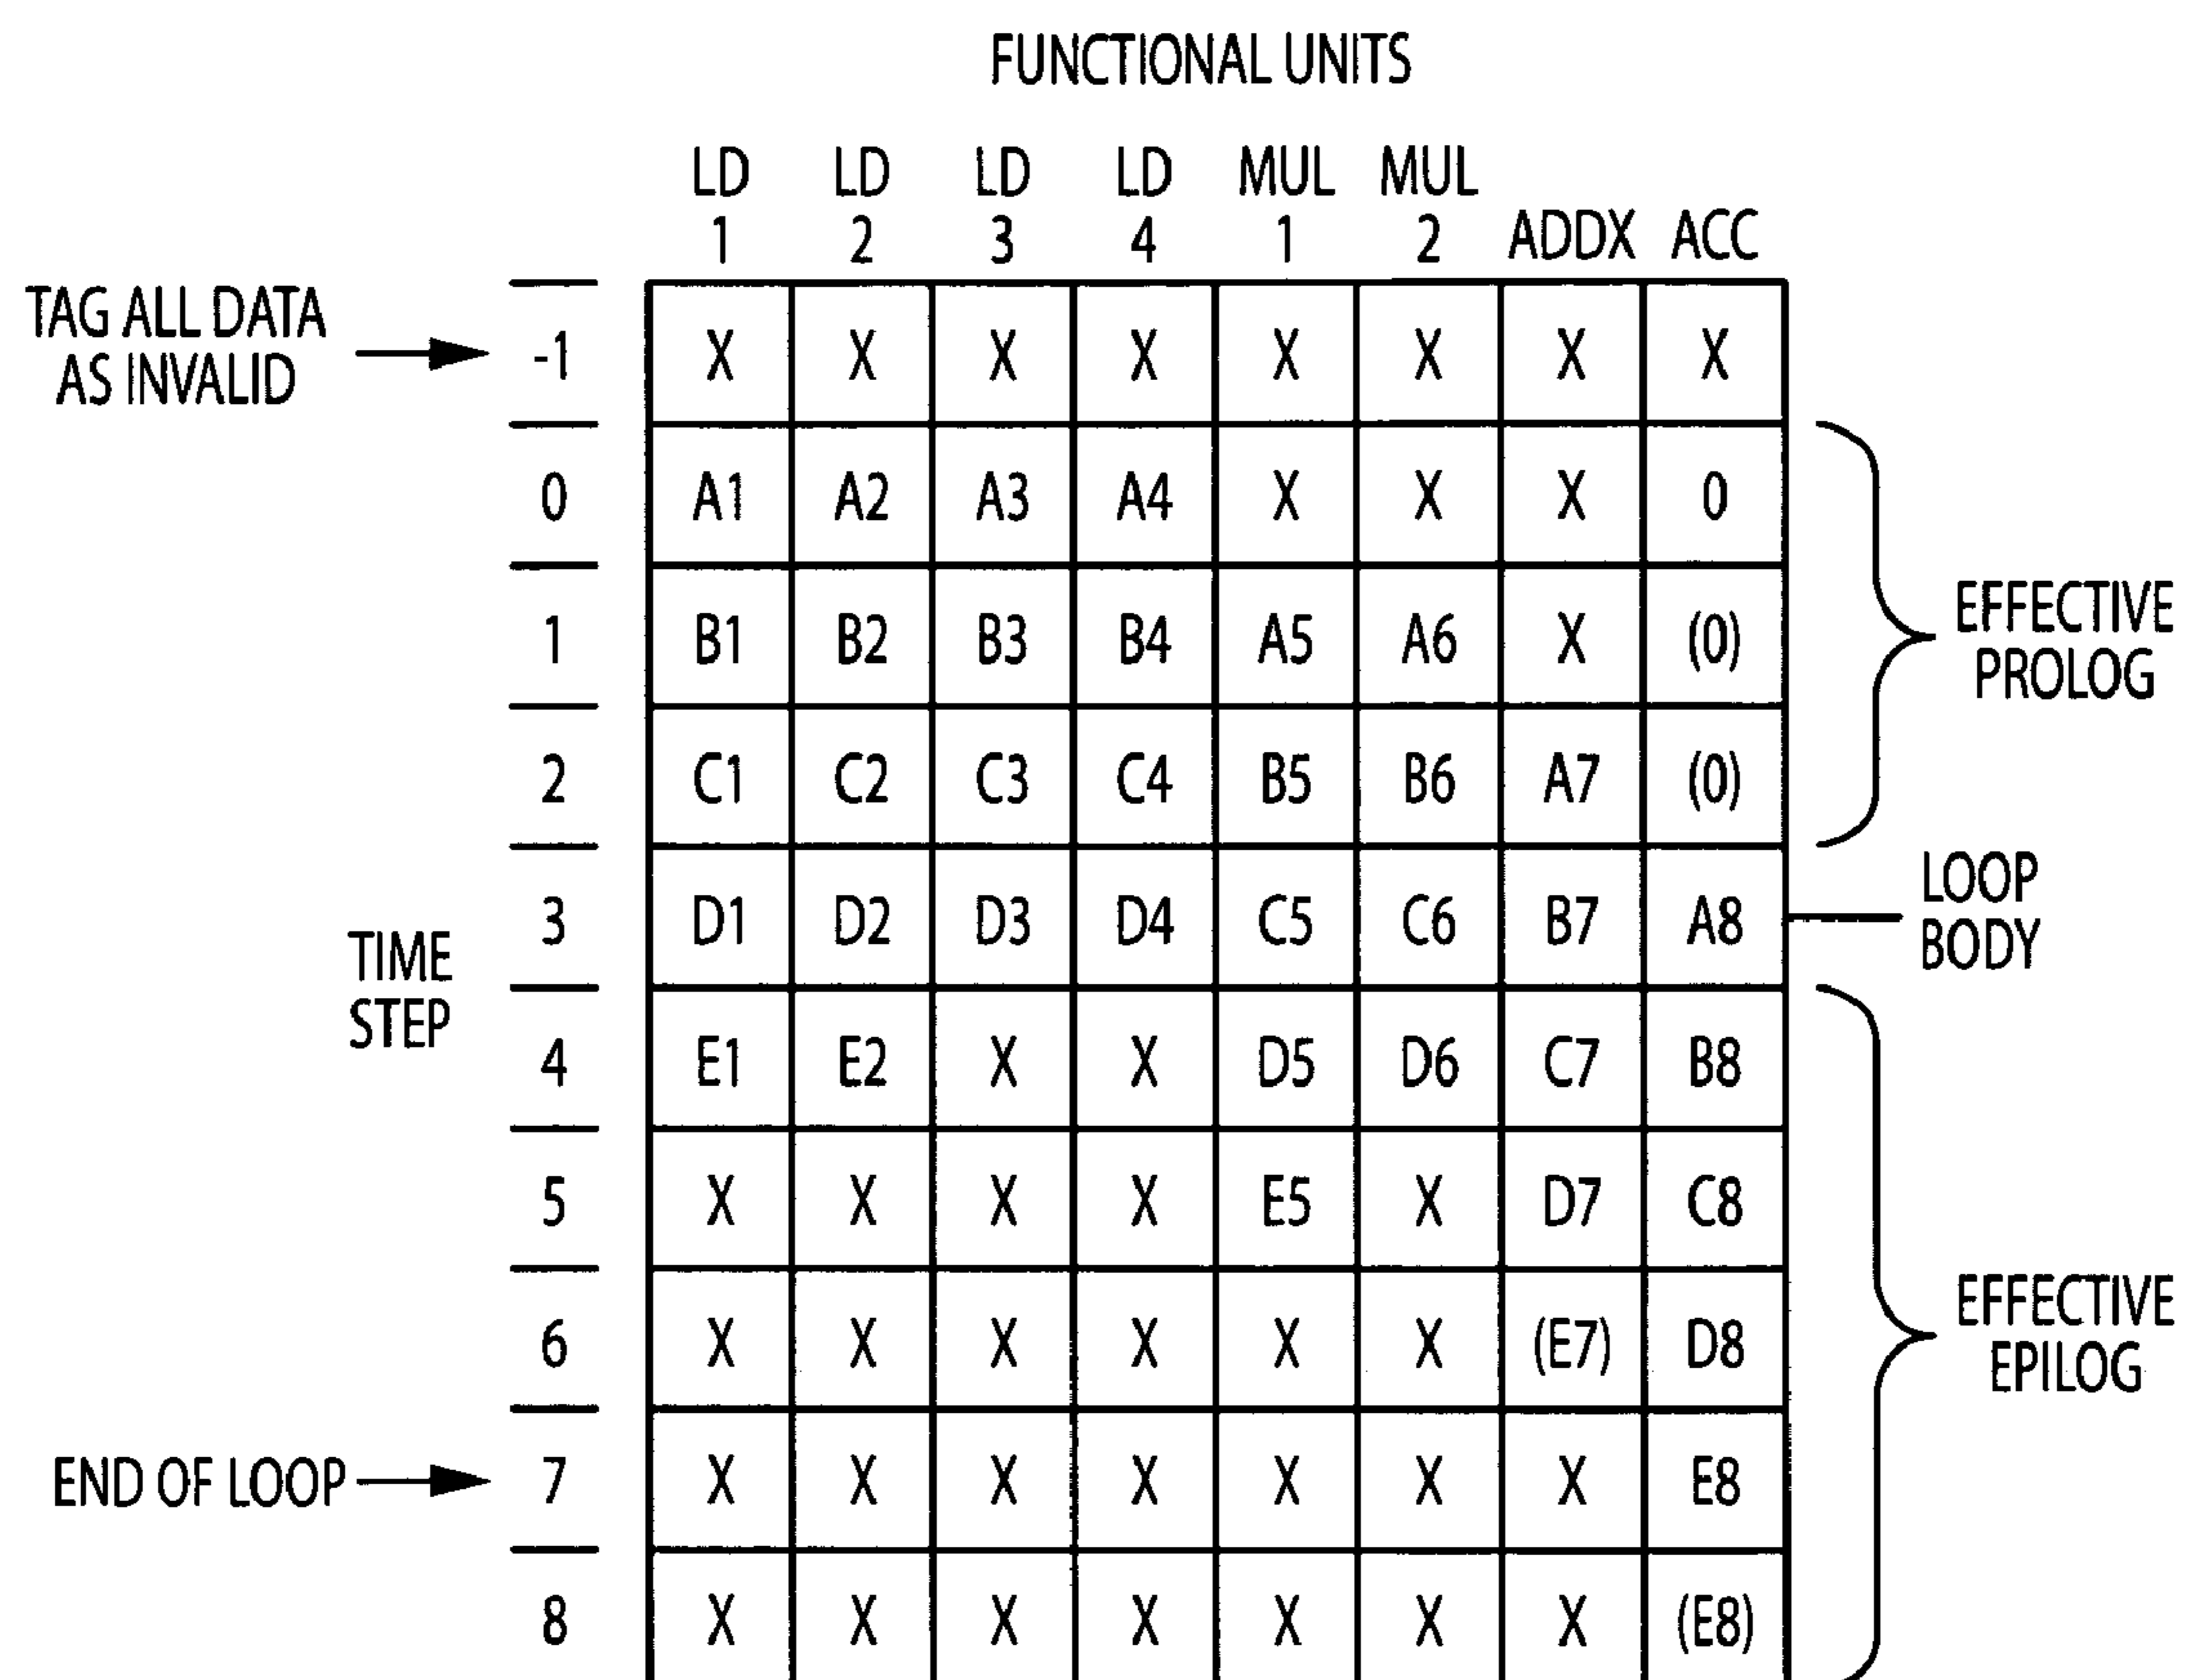 FUNCTIONAL UNITS
LD LD LD LD MUL MUL
1 2 3 4 1 2 ADDX ACC
TAG ALL DATA
AS INVALID
-1 X X X X X X X X
0 A1 A2 A3 A4 X X X 0
1 B1 B2 B3 B4 A5 A6 X (0)
EFFECTIVE
PROLOG
2 C1 C2 C3 C4 B5 B6 A7 (0)
3 D1 D2 D3 D4 C5 C6 B7 A8
LOOP
BODY
TIME
STEP
4 E1 E2 X X D5 D6 C7 B8
5 X X X X E5 X D7 C8
6 X X X X X X (E7) D8
EFFECTIVE
EPILOG
END OF LOOP
7 X X X X X X X E8
8 X X X X X X X (E8)